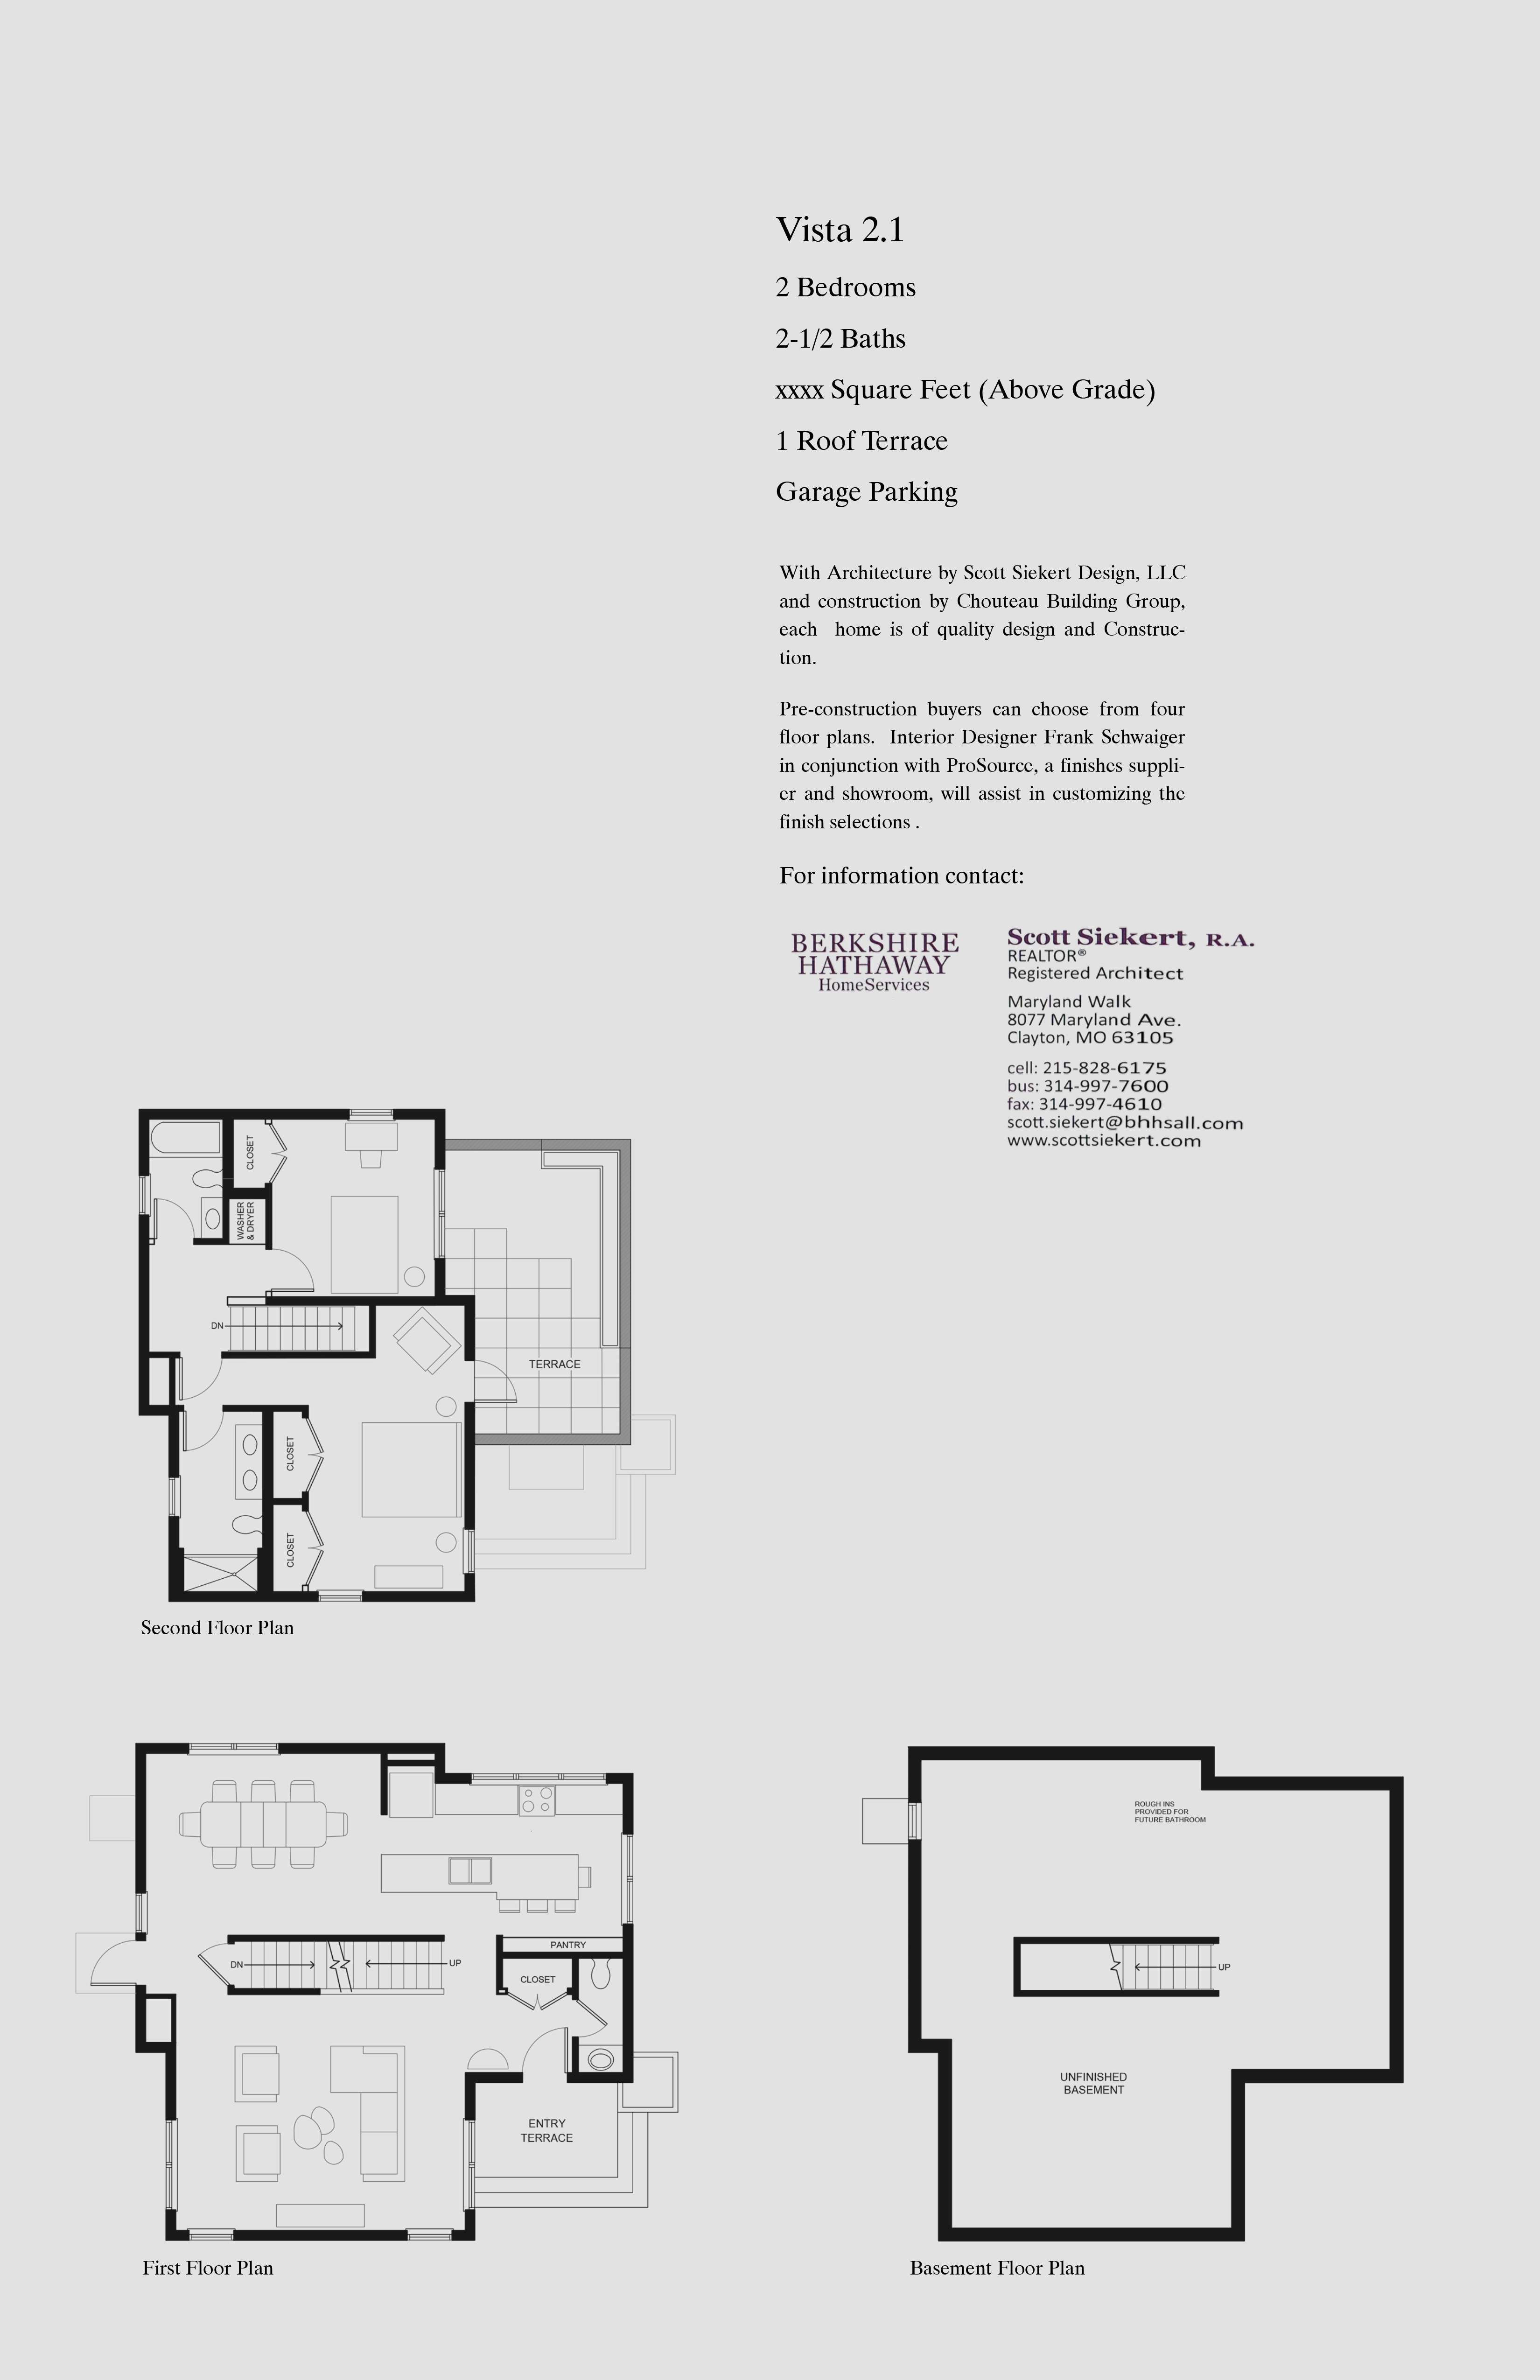 Vista 2.1
2 Bedrooms
2-1/2 Baths
xxxx Square Feet (Above Grade)
1 Roof Terrace
Garage Parking
With Architecture by Scott Siekert Design, LLC
and construction by Chouteau Building Group,
each home is of quality design and Construc-
tion.
Pre-construction buyers can choose from four
floor plans. Interior Designer Frank Schwaiger
in conjunction with ProSource, a finishes suppli-
er and showroom, will assist in customizing the
finish selections .
For information contact:
BERKSHIRE
HATHAWAY
HomeServices
Scott Siekert, R.A.
REALTOR®
Registered Architect
Maryland Walk
8077 Maryland Ave.
Clayton, MO 63105
cell: 215-828-6175
bus: 314-997-7600
fax: 314-997-4610
scott.siekert@bhhsall.com
www.scottsiekert.com
CLOSET
WASHER
& DRYER
DN
TERRACE
CLOSET
CLOSET
Second Floor Plan
PANTRY
DN
UP
CLOSET
ENTRY
TERRACE
First Floor Plan
ROUGH INS
PROVIDED FOR
FUTURE BATHROOM
UP
UNFINISHED
BASEMENT
Basement Floor Plan